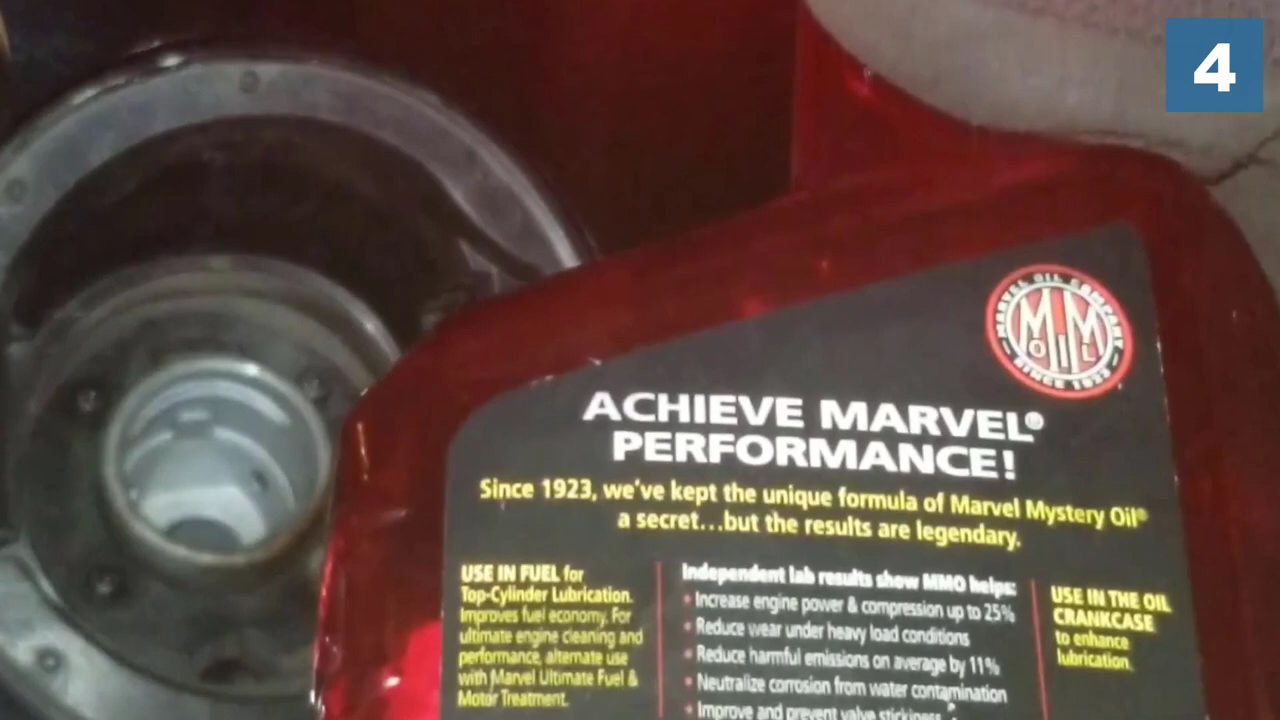 4
MARVEL OIL COMPANY
MM
OIL
SINCE 1923
ACHIEVE MARVEL®
PERFORMANCE!
Since 1923, we've kept the unique formula of Marvel Mystery Oil®
a secret...but the results are legendary.
USE IN FUEL for
Top-Cylinder Lubrication.
Improves fuel economy. For
ultimate engine cleaning and
performance, alternate use
with Marvel Ultimate Fuel &
Motor Treatment.
Independent lab results show MMO helps:
• Increase engine power & compression up to 25%
• Reduce wear under heavy load conditions
• Reduce harmful emissions on average by 11%
• Neutralize corrosion from water contamination
• Improve and prevent valve stickiness
USE IN THE OIL
CRANKCASE
to enhance
lubrication.